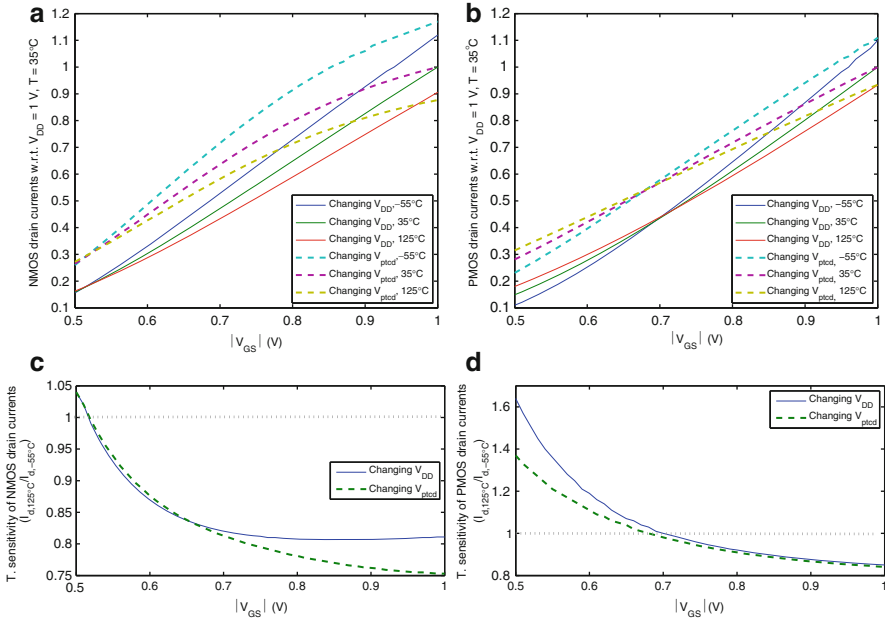 a
NMOS drain currents w.r.t. V_DD = 1 V, T = 35°C
1.2
1.1
1
0.9
0.8
0.7
0.6
0.5
0.4
0.3
0.2
0.1
Changing V_DD, −55°C
Changing V_DD, 35°C
Changing V_DD, 125°C
Changing V_ptcd, −55°C
Changing V_ptcd, 35°C
Changing V_ptcd, 125°C
0.5 0.6 0.7 0.8 0.9 1
|V_GS| (V)
b
PMOS drain currents w.r.t. V_DD = 1 V, T = 35°C
1.2
1.1
1
0.9
0.8
0.7
0.6
0.5
0.4
0.3
0.2
0.1
Changing V_DD, −55°C
Changing V_DD, 35°C
Changing V_DD, 125°C
Changing V_ptcd, −55°C
Changing V_ptcd, 35°C
Changing V_ptcd, 125°C
0.5 0.6 0.7 0.8 0.9 1
|V_GS| (V)
c
T. sensitivity of NMOS drain currents
(I_d,125°C/I_d,−55°C)
1.05
1
0.95
0.9
0.85
0.8
0.75
Changing V_DD
Changing V_ptcd
0.5 0.6 0.7 0.8 0.9 1
|V_GS| (V)
d
T. sensitivity of PMOS drain currents
(I_d,125°C/I_d,−55°C)
1.6
1.4
1.2
1
0.8
Changing V_DD
Changing V_ptcd
0.5 0.6 0.7 0.8 0.9 1
|V_GS| (V)